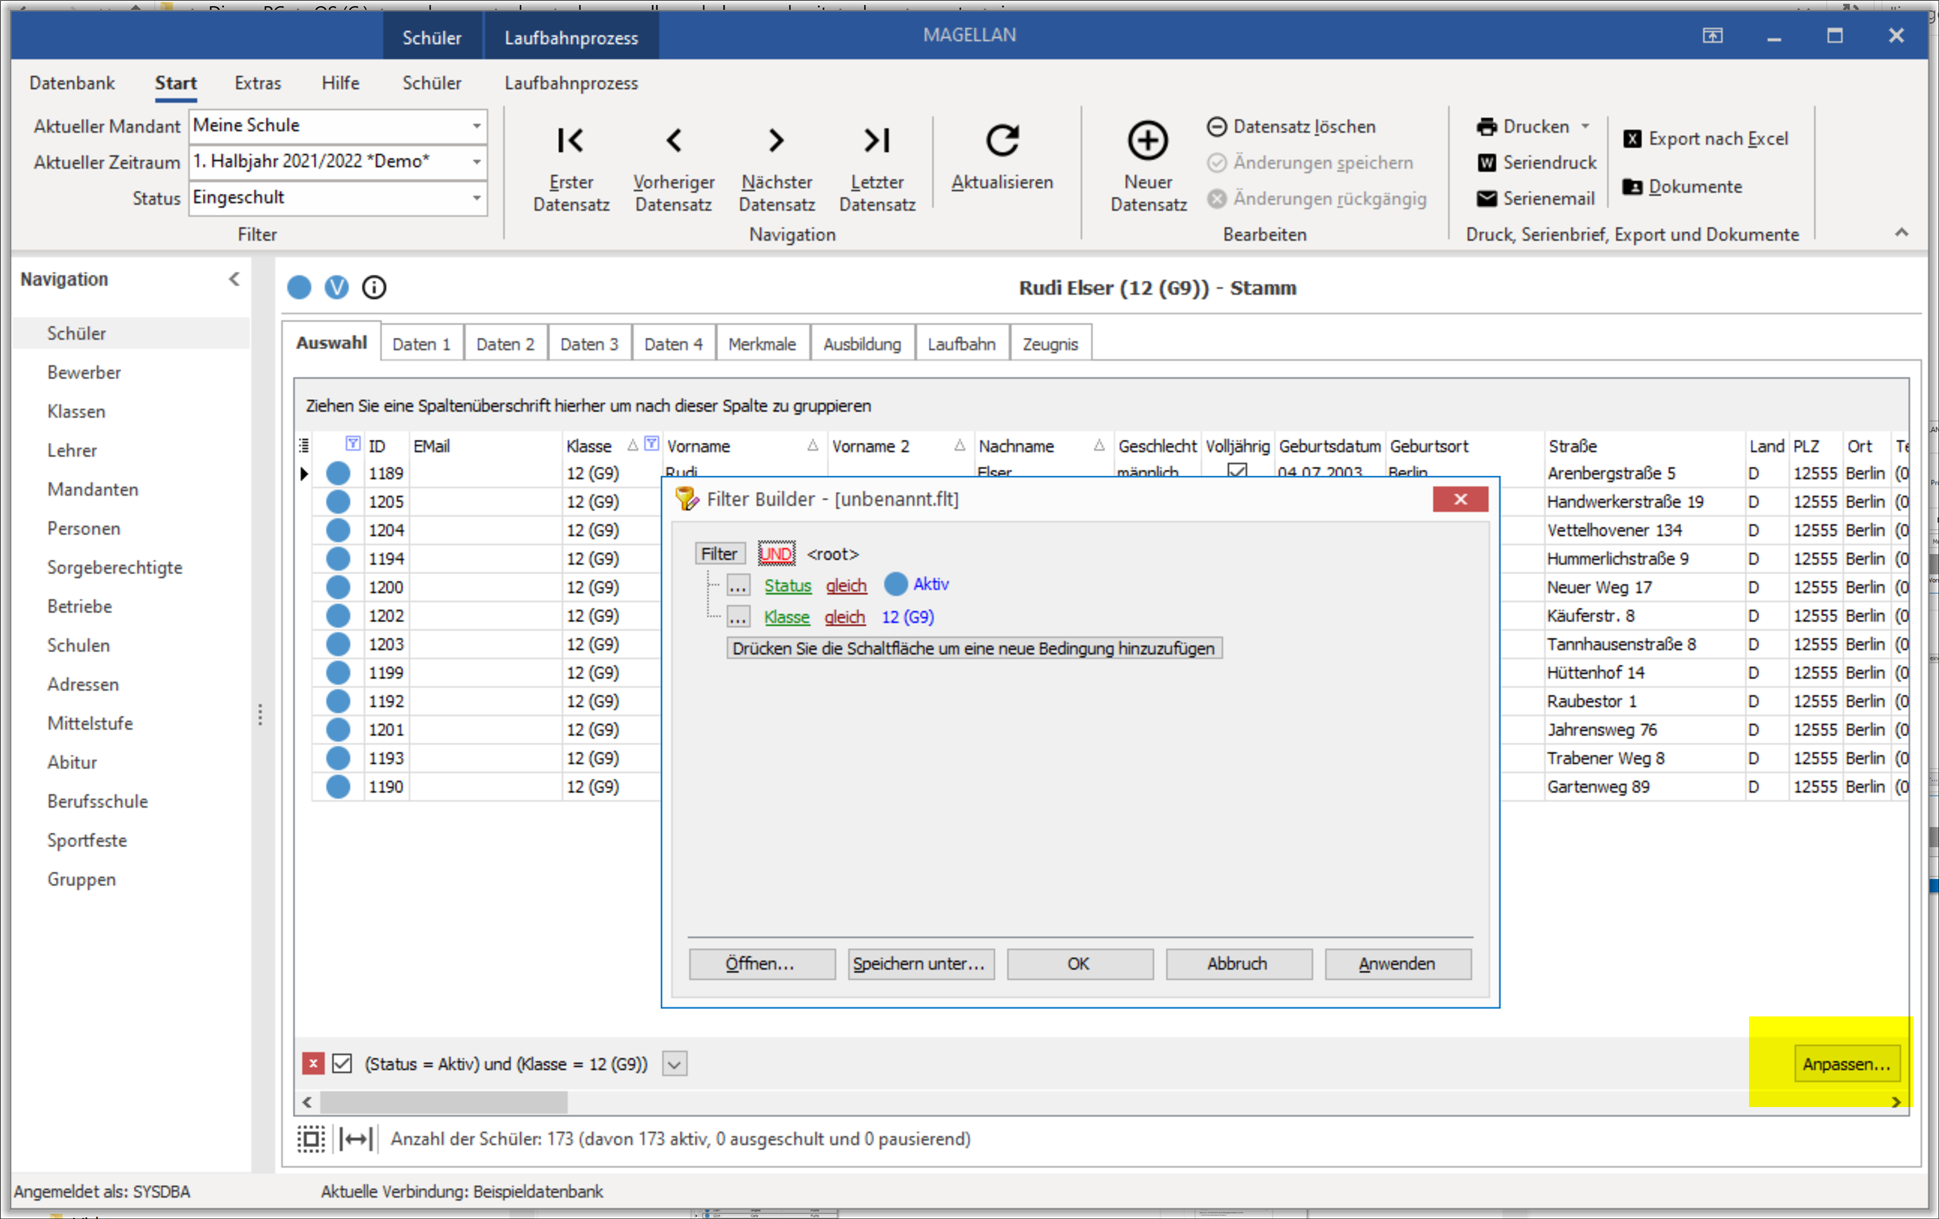 Schüler Laufbahnprozess MAGELLAN
Datenbank Start Extras Hilfe Schüler Laufbahnprozess
Aktueller Mandant Meine Schule
Aktueller Zeitraum 1. Halbjahr 2021/2022 *Demo*
Status Eingeschult
Filter
Erster Datensatz
Vorheriger Datensatz
Nächster Datensatz
Letzter Datensatz
Aktualisieren
Navigation
Neuer Datensatz
Datensatz löschen
Änderungen speichern
Änderungen rückgängig
Bearbeiten
Drucken
Seriendruck
Serienemail
Export nach Excel
Dokumente
Druck, Serienbrief, Export und Dokumente
Navigation
Schüler
Bewerber
Klassen
Lehrer
Mandanten
Personen
Sorgeberechtigte
Betriebe
Schulen
Adressen
Mittelstufe
Abitur
Berufsschule
Sportfeste
Gruppen
V
Rudi Elser (12 (G9)) - Stamm
Auswahl Daten 1 Daten 2 Daten 3 Daten 4 Merkmale Ausbildung Laufbahn Zeugnis
Ziehen Sie eine Spaltenüberschrift hierher um nach dieser Spalte zu gruppieren
ID EMail Klasse Vorname Vorname 2 Nachname Geschlecht Volljährig Geburtsdatum Geburtsort Straße Land PLZ Ort Te
1189 12 (G9) Rudi Elser männlich 04.07.2003 Berlin Arenbergstraße 5 D 12555 Berlin (0
1205 12 (G9) Handwerkerstraße 19 D 12555 Berlin (0
1204 12 (G9) Vettelhovener 134 D 12555 Berlin (0
1194 12 (G9) Hummerlichstraße 9 D 12555 Berlin (0
1200 12 (G9) Neuer Weg 17 D 12555 Berlin (0
1202 12 (G9) Käuferstr. 8 D 12555 Berlin (0
1203 12 (G9) Tannhausenstraße 8 D 12555 Berlin (0
1199 12 (G9) Hüttenhof 14 D 12555 Berlin (0
1192 12 (G9) Raubestor 1 D 12555 Berlin (0
1201 12 (G9) Jahrensweg 76 D 12555 Berlin (0
1193 12 (G9) Trabener Weg 8 D 12555 Berlin (0
1190 12 (G9) Gartenweg 89 D 12555 Berlin (0
Filter Builder - [unbenannt.flt]
Filter UND <root>
... Status gleich Aktiv
... Klasse gleich 12 (G9)
Drücken Sie die Schaltfläche um eine neue Bedingung hinzuzufügen
Öffnen... Speichern unter... OK Abbruch Anwenden
(Status = Aktiv) und (Klasse = 12 (G9)) Anpassen...
Anzahl der Schüler: 173 (davon 173 aktiv, 0 ausgeschult und 0 pausierend)
Angemeldet als: SYSDBA Aktuelle Verbindung: Beispieldatenbank